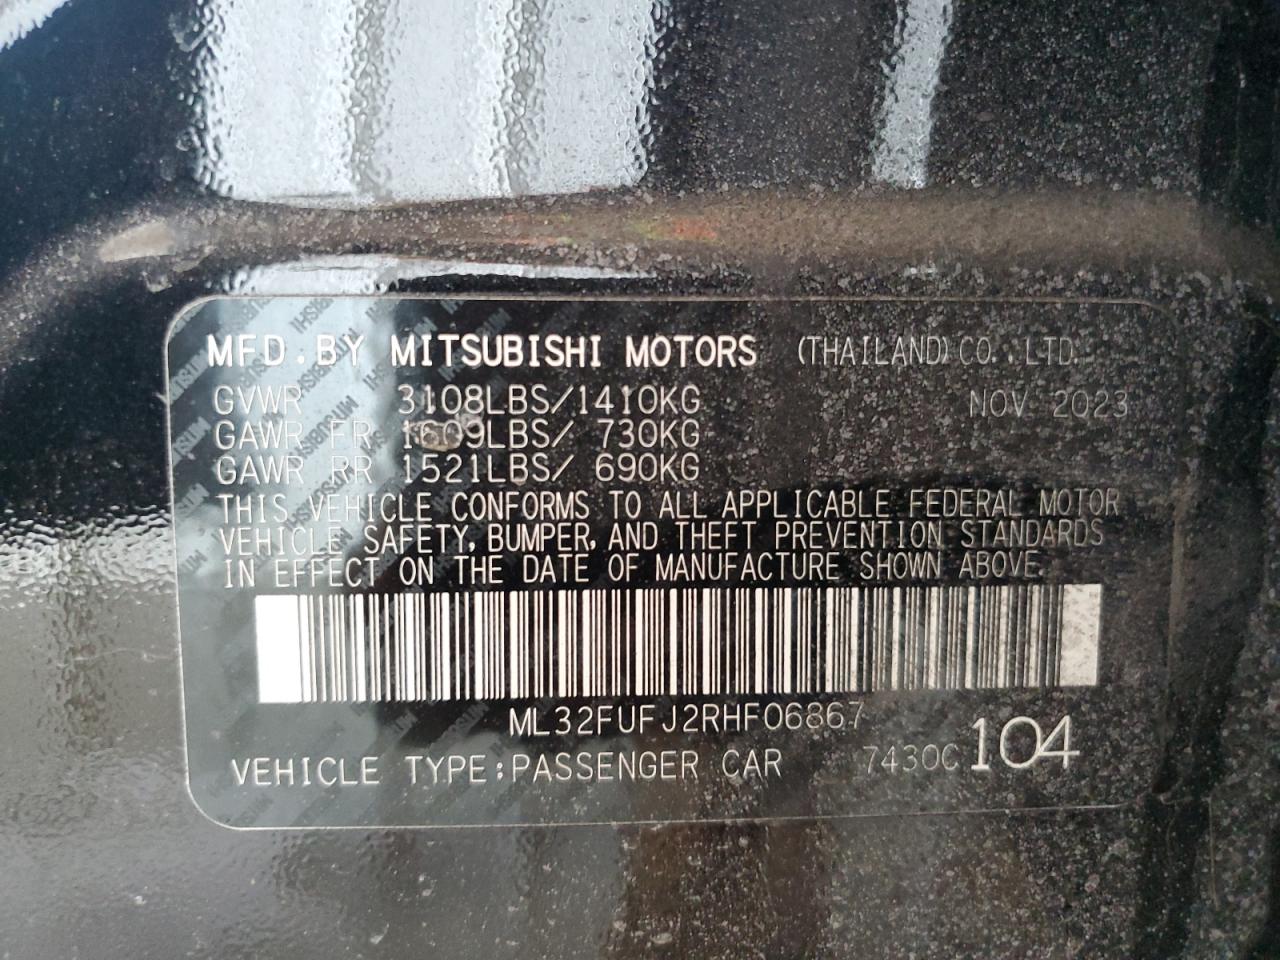 MFD. BY MITSUBISHI MOTORS (THAILAND) CO., LTD.
GVWR 3108LBS/1410KG NOV 2023
GAWR FR 1609LBS/ 730KG
GAWR RR 1521LBS/ 690KG
THIS VEHICLE CONFORMS TO ALL APPLICABLE FEDERAL MOTOR
VEHICLE SAFETY, BUMPER, AND THEFT PREVENTION STANDARDS
IN EFFECT ON THE DATE OF MANUFACTURE SHOWN ABOVE.
ML32FUFJ2RHF06867
VEHICLE TYPE:PASSENGER CAR 7430C 104